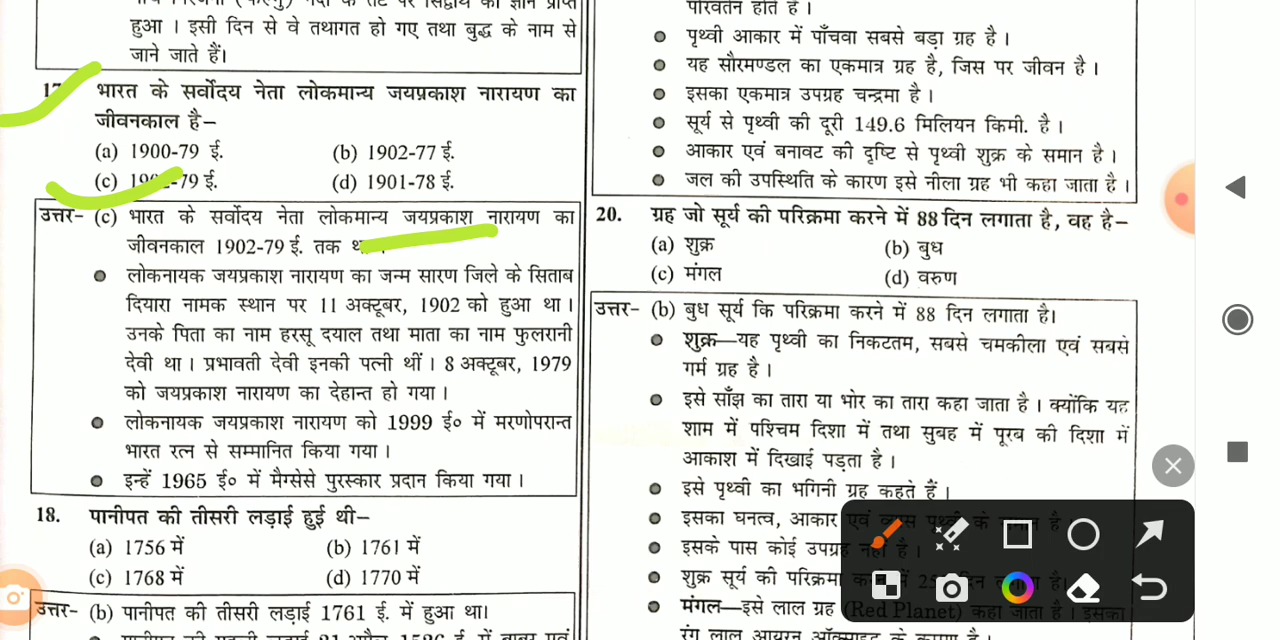 हुआ । इसी दिन से वे तथागत हो गए तथा बुद्ध के नाम से
जाने जाते हैं।
भारत के सर्वोदय नेता लोकमान्य जयप्रकाश नारायण का
जीवनकाल है–
(a) 1900-79 ई.
(b) 1902-77 ई.
(c) ई.
(d) 1901-78 ई.
उत्तर- (c) भारत के सर्वोदय नेता लोकमान्य जयप्रकाश नारायण का
जीवनकाल 1902-79 ई. तक
लोकनायक जयप्रकाश नारायण का जन्म सारण जिले के सिताब
दियारा नामक स्थान पर 11 अक्टूबर, 1902 को हुआ था।
उनके पिता का नाम हरसू दयाल तथा माता का नाम फुलरानी
देवी था। प्रभावती देवी इनकी पत्नी थीं। 8 अक्टूबर, 1979
को जयप्रकाश नारायण का देहान्त हो गया।
लोकनायक जयप्रकाश नारायण को 1999 ई० में मरणोपरान्त
भारत रत्न से सम्मानित किया गया।
इन्हें 1965 ई० में मैग्सेसे पुरस्कार प्रदान किया गया।
18. पानीपत की तीसरी लड़ाई हुई थी–
(a) 1756 में
(b) 1761 में
(c) 1768 में
(d) 1770 में
उत्तर- (b) पानीपत की तीसरी लड़ाई 1761 ई. में हुआ था।
परिवर्तन होते हैं।
पृथ्वी आकार में पाँचवा सबसे बड़ा ग्रह है।
यह सौरमण्डल का एकमात्र ग्रह है, जिस पर जीवन है।
इसका एकमात्र उपग्रह चन्द्रमा है।
सूर्य से पृथ्वी की दूरी 149.6 मिलियन किमी. है।
आकार एवं बनावट की दृष्टि से पृथ्वी शुक्र के समान है।
जल की उपस्थिति के कारण इसे नीला ग्रह भी कहा जाता है।
20. ग्रह जो सूर्य की परिक्रमा करने में 88 दिन लगाता है, वह है–
(a) शुक्र
(b) बुध
(c) मंगल
(d) वरुण
उत्तर- (b) बुध सूर्य कि परिक्रमा करने में 88 दिन लगाता है।
शुक्र—यह पृथ्वी का निकटतम, सबसे चमकीला एवं सबसे
गर्म ग्रह है।
इसे साँझ का तारा या भोर का तारा कहा जाता है। क्योंकि यह
शाम में पश्चिम दिशा में तथा सुबह में पूरब की दिशा में
आकाश में दिखाई पड़ता है।
इसे पृथ्वी का भगिनी ग्रह कहते हैं।
इसका घनत्व, आकार एवं व्यास पृथ्वी के समान है
इसके पास कोई उपग्रह नहीं है।
शुक्र सूर्य की परिक्रमा
मंगल—इसे लाल ग्रह (Red Planet) कहा जाता है। इसका